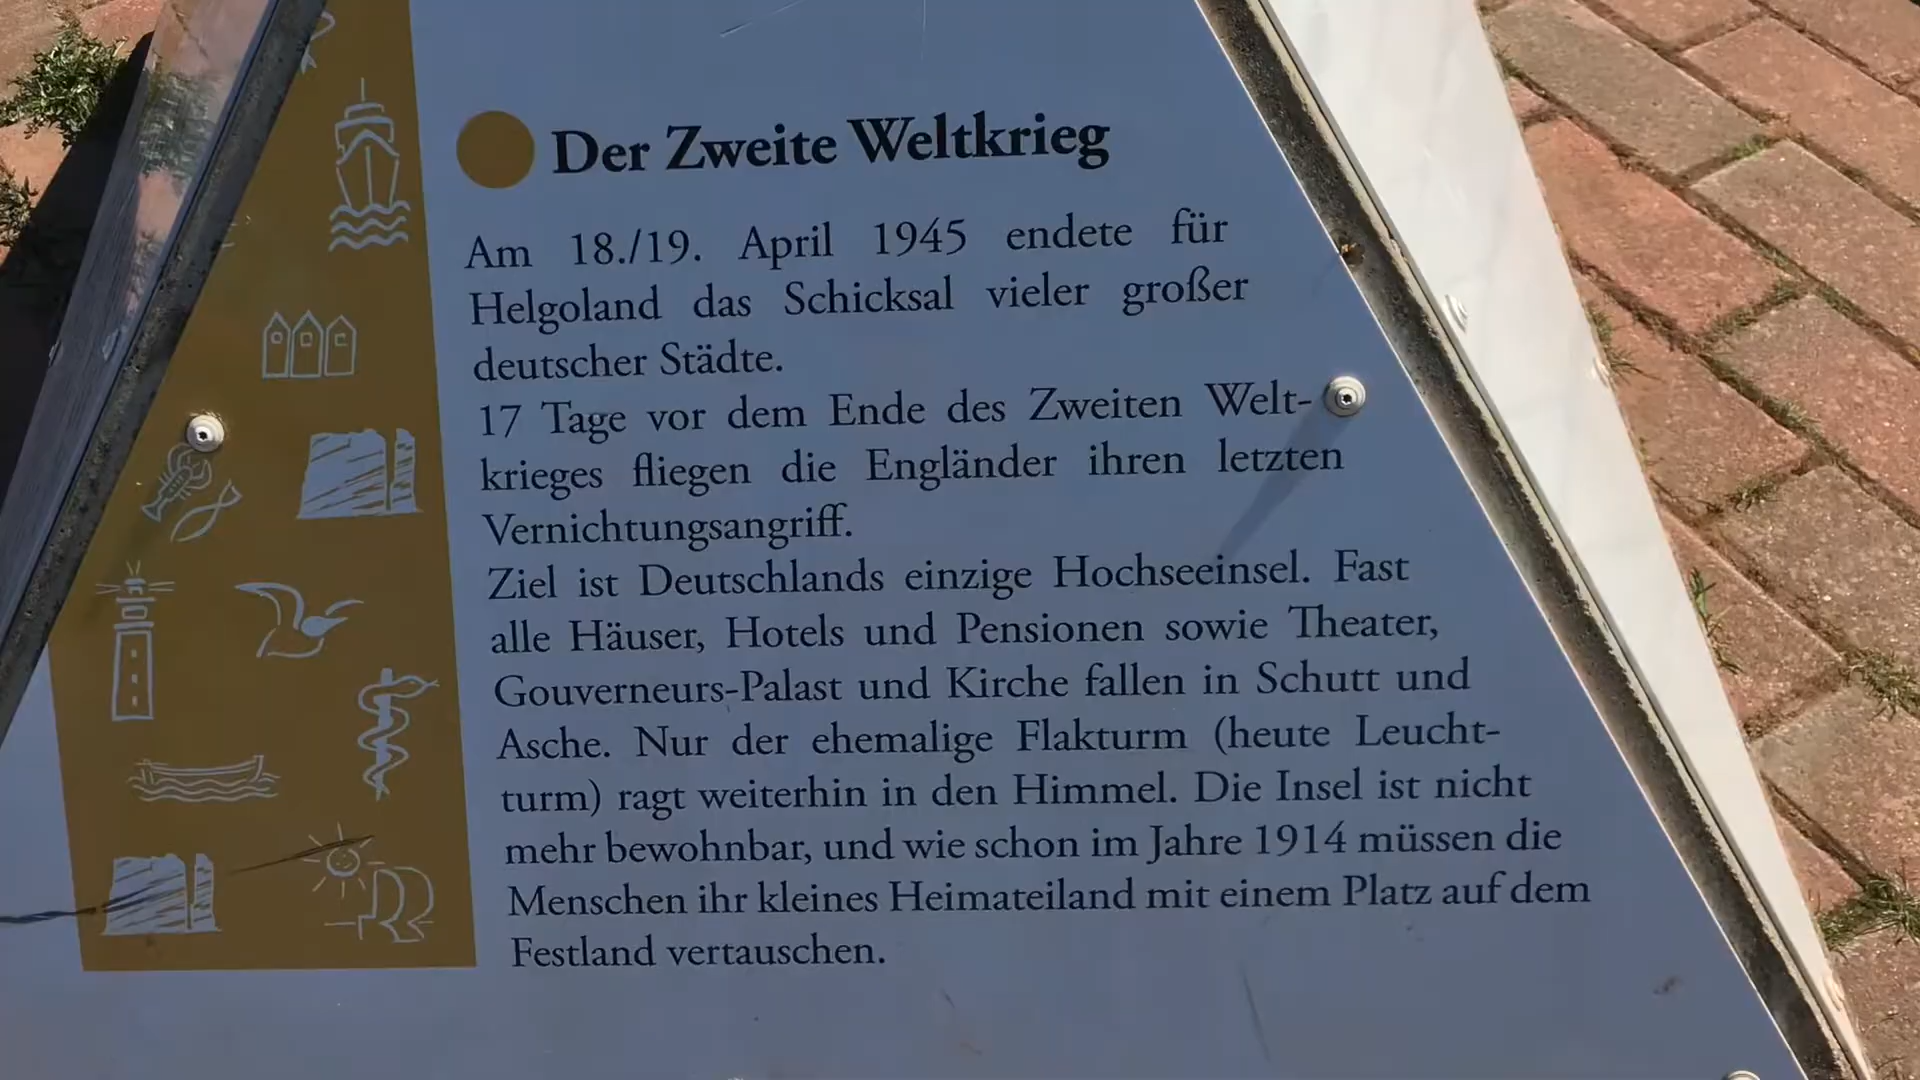 Der Zweite Weltkrieg
Am 18./19. April 1945 endete für
Helgoland das Schicksal vieler großer
deutscher Städte.
17 Tage vor dem Ende des Zweiten Welt-
krieges fliegen die Engländer ihren letzten
Vernichtungsangriff.
Ziel ist Deutschlands einzige Hochseeinsel. Fast
alle Häuser, Hotels und Pensionen sowie Theater,
Gouverneurs-Palast und Kirche fallen in Schutt und
Asche. Nur der ehemalige Flakturm (heute Leucht-
turm) ragt weiterhin in den Himmel. Die Insel ist nicht
mehr bewohnbar, und wie schon im Jahre 1914 müssen die
Menschen ihr kleines Heimateiland mit einem Platz auf dem
Festland vertauschen.